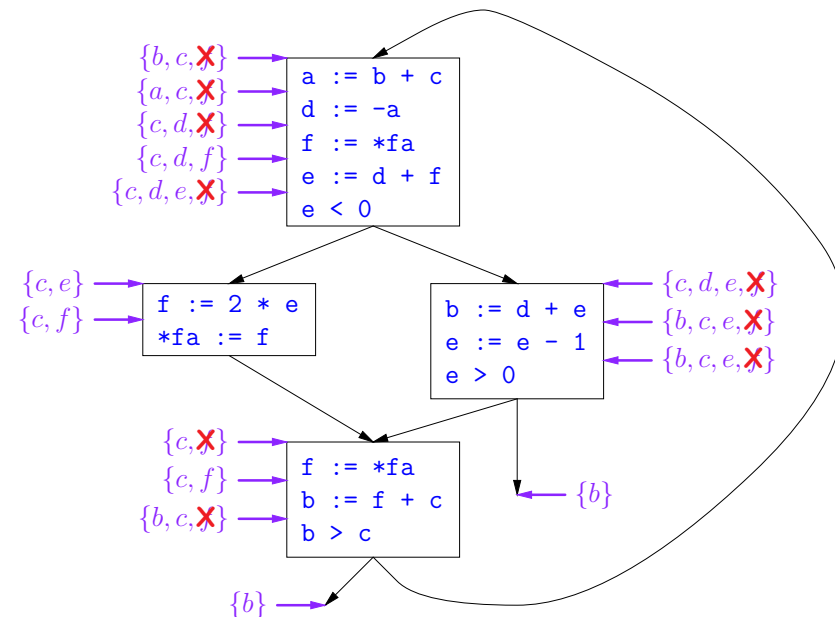 {b, c, f}
{a, c, f}
{c, d, f}
{c, d, f}
{c, d, e, f}
a := b + c
d := -a
f := *fa
e := d + f
e < 0
{c, e}
{c, f}
f := 2 * e
*fa := f
b := d + e
e := e - 1
e > 0
{c, d, e, f}
{b, c, e, f}
{b, c, e, f}
{c, f}
{c, f}
{b, c, f}
f := *fa
b := f + c
b > c
{b}
{b}